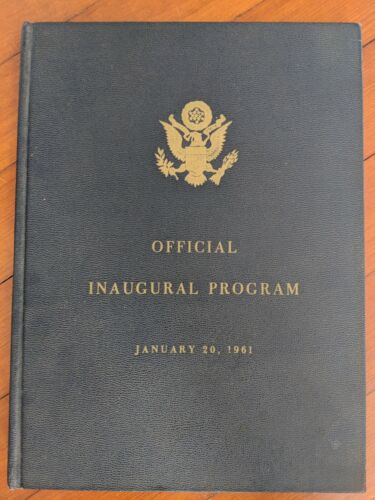 OFFICIAL
INAUGURAL PROGRAM
JANUARY 20, 1961